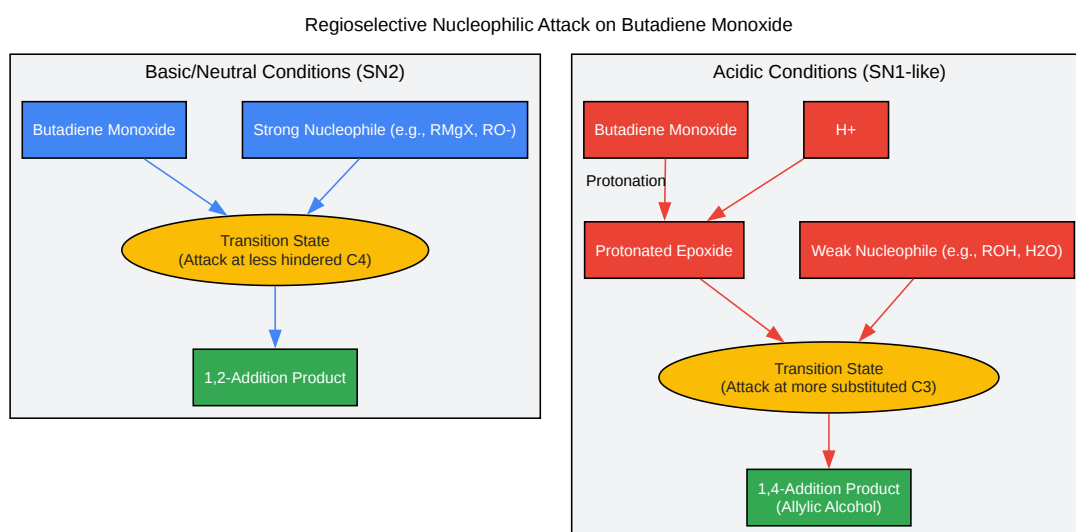 Regioselective Nucleophilic Attack on Butadiene Monoxide
Basic/Neutral Conditions (SN2)
Butadiene Monoxide
Strong Nucleophile (e.g., RMgX, RO-)
Transition State
(Attack at less hindered C4)
1,2-Addition Product
Acidic Conditions (SN1-like)
Butadiene Monoxide
H+
Protonation
Protonated Epoxide
Weak Nucleophile (e.g., ROH, H2O)
Transition State
(Attack at more substituted C3)
1,4-Addition Product
(Allylic Alcohol)